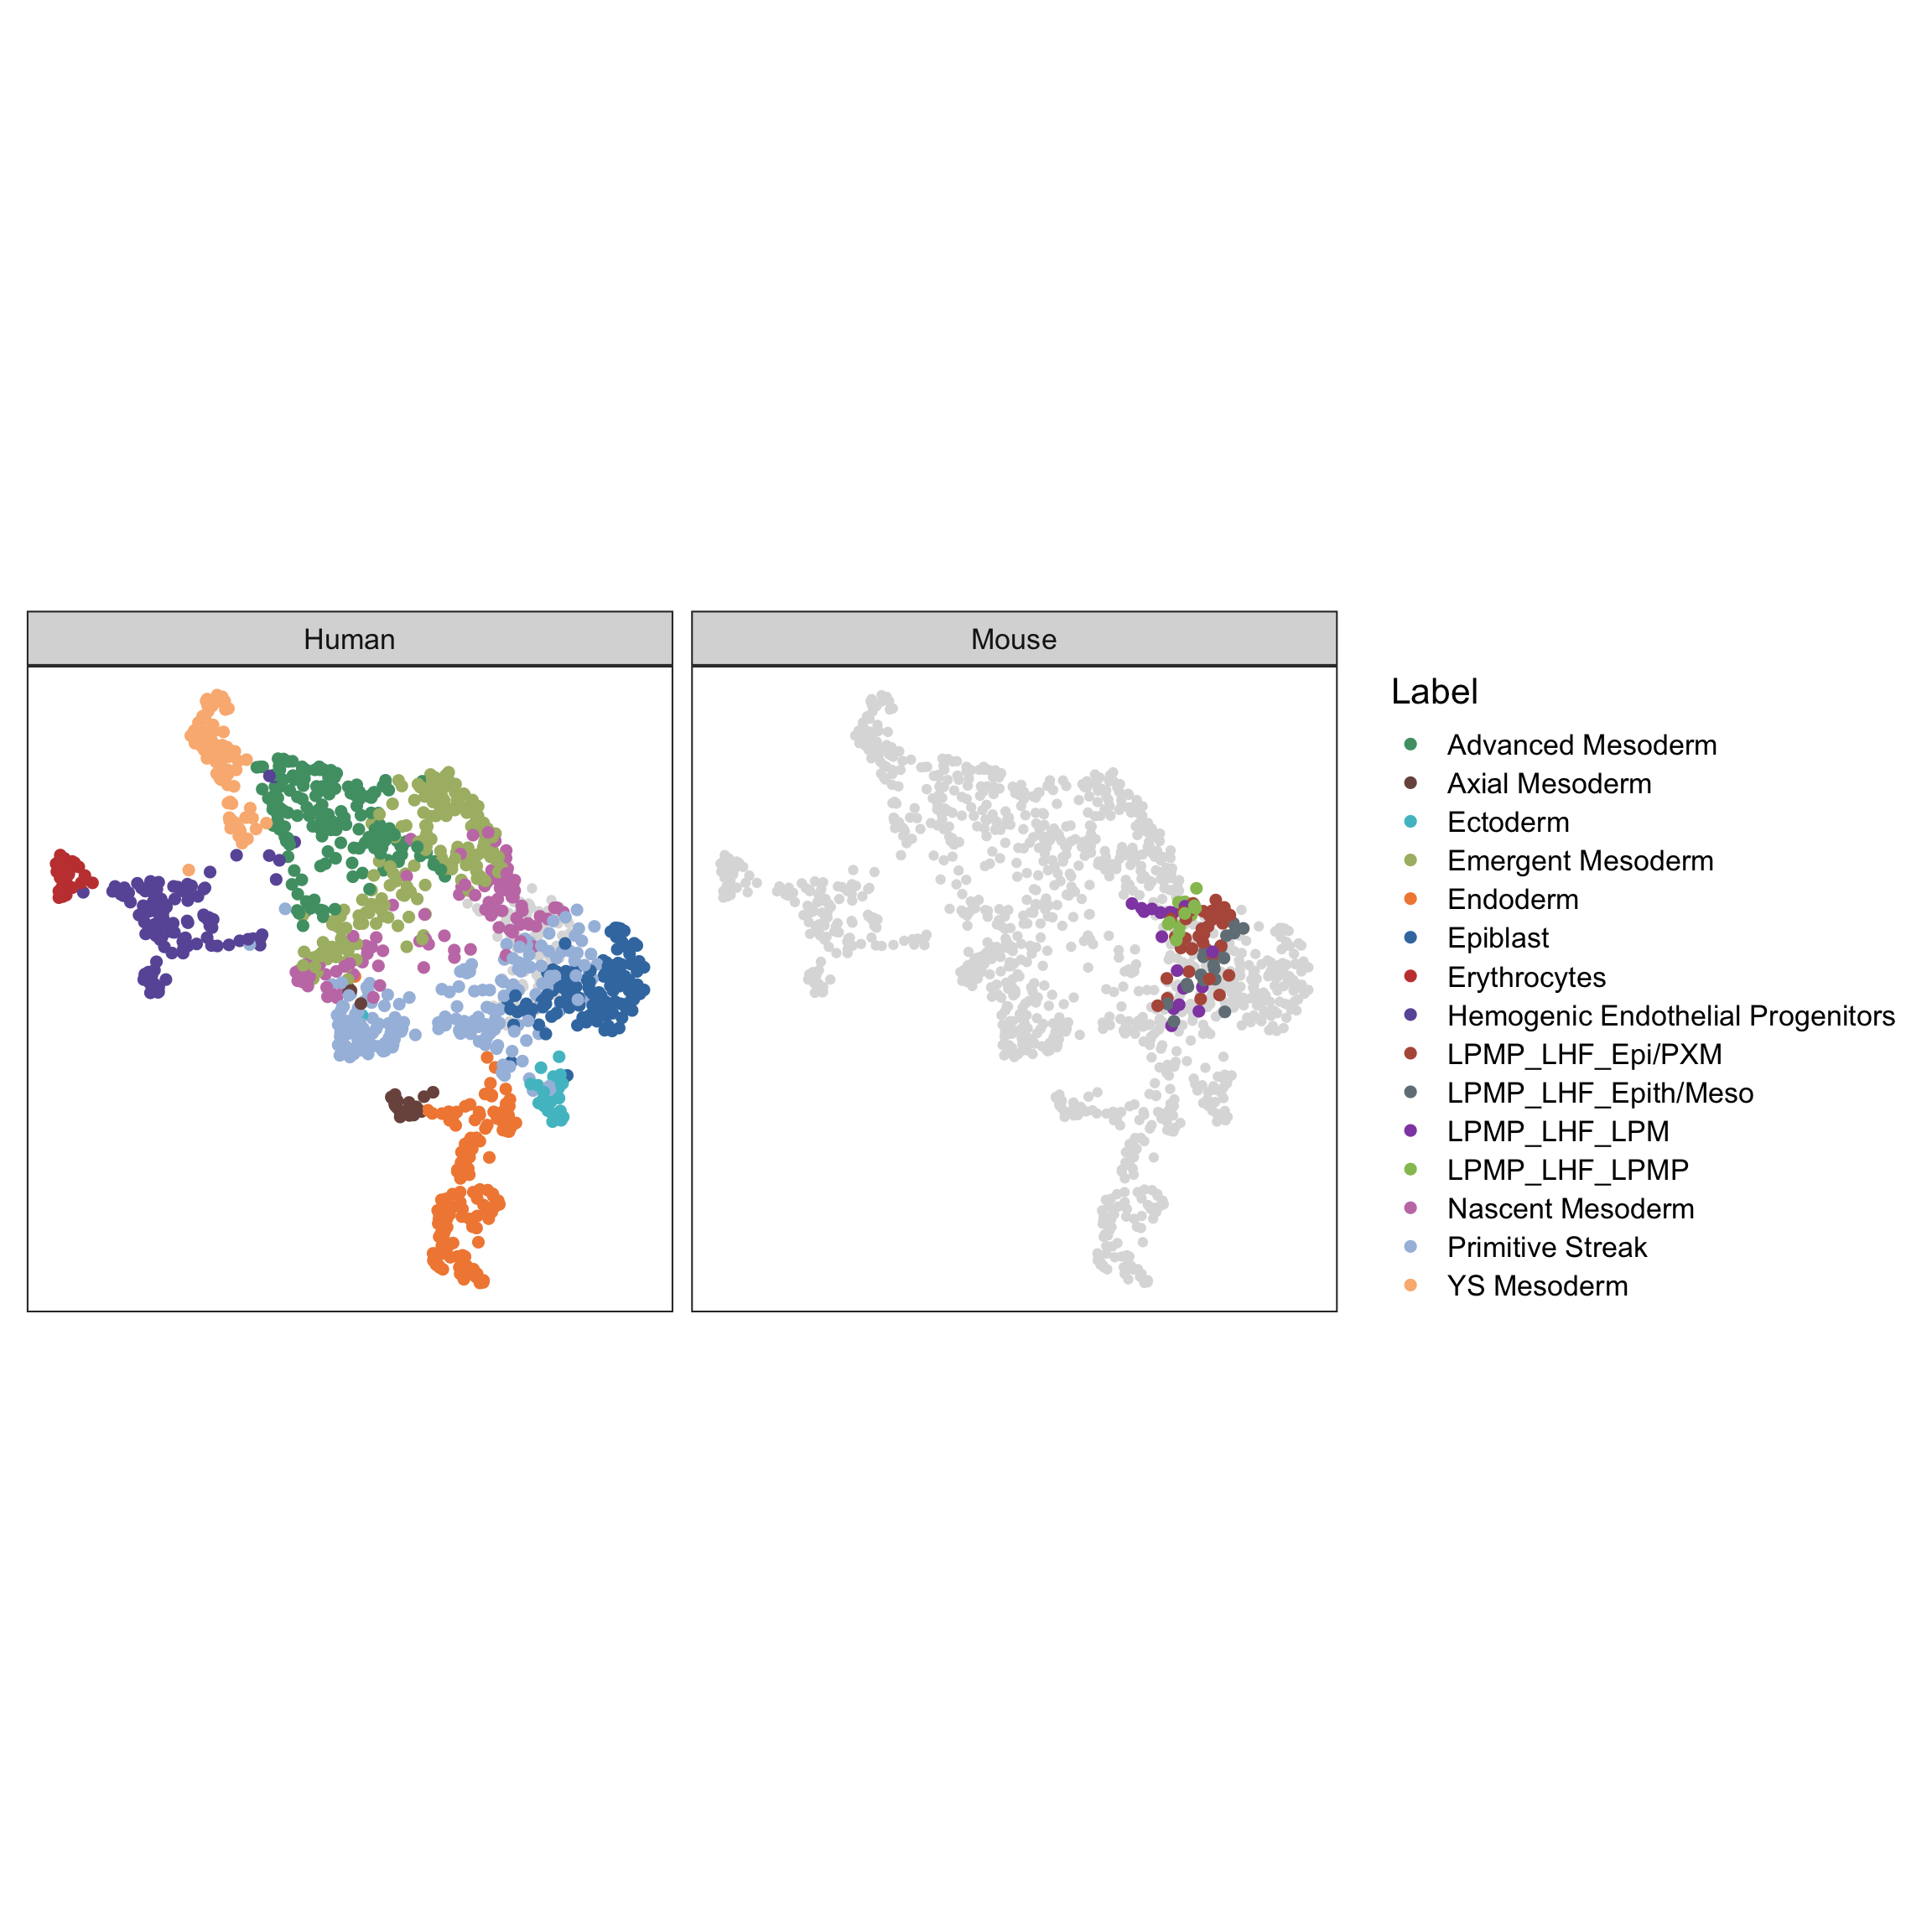 Human
Mouse
Label
Advanced Mesoderm
Axial Mesoderm
Ectoderm
Emergent Mesoderm
Endoderm
Epiblast
Erythrocytes
Hemogenic Endothelial Progenitors
LPMP_LHF_Epi/PXM
LPMP_LHF_Epith/Meso
LPMP_LHF_LPM
LPMP_LHF_LPMP
Nascent Mesoderm
Primitive Streak
YS Mesoderm